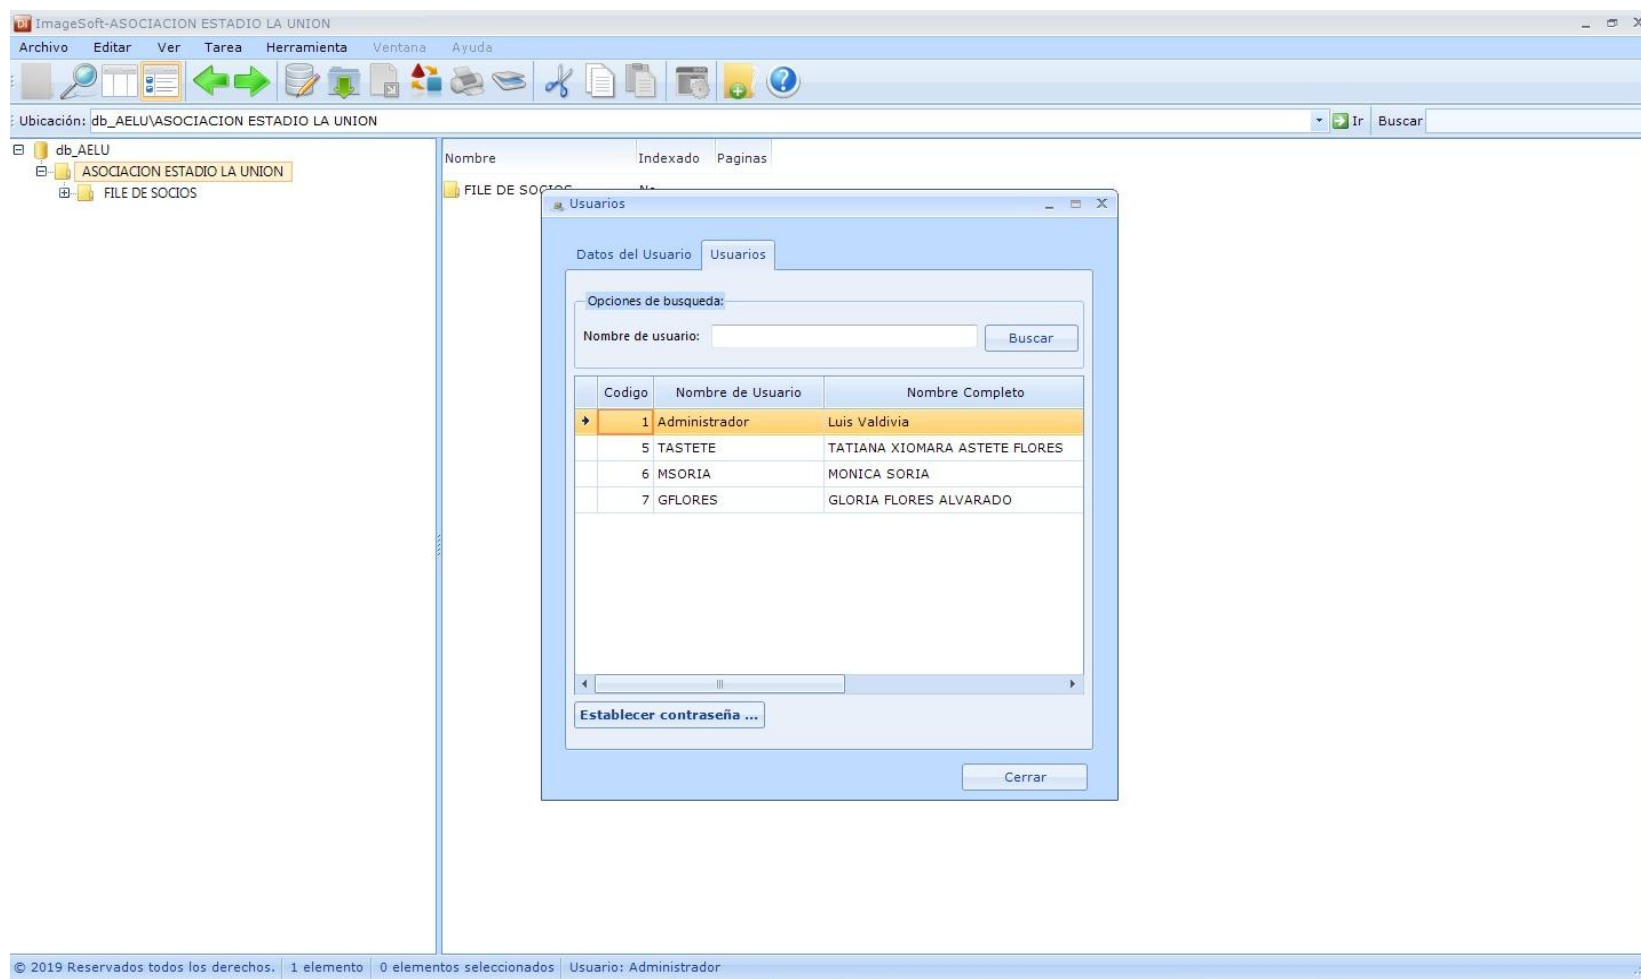 ImageSoft-ASOCIACION ESTADIO LA UNION
Archivo Editar Ver Tarea Herramienta Ventana Ayuda
Ubicación: db_AELU\ASOCIACION ESTADIO LA UNION Ir Buscar
db_AELU
ASOCIACION ESTADIO LA UNION
FILE DE SOCIOS
Nombre Indexado Paginas
FILE DE SOCIOS No
Usuarios
Datos del Usuario Usuarios
Opciones de busqueda:
Nombre de usuario: Buscar
Codigo Nombre de Usuario Nombre Completo
1 Administrador Luis Valdivia
5 TASTETE TATIANA XIOMARA ASTETE FLORES
6 MSORIA MONICA SORIA
7 GFLORES GLORIA FLORES ALVARADO
Establecer contraseña ...
Cerrar
© 2019 Reservados todos los derechos. 1 elemento 0 elementos seleccionados Usuario: Administrador